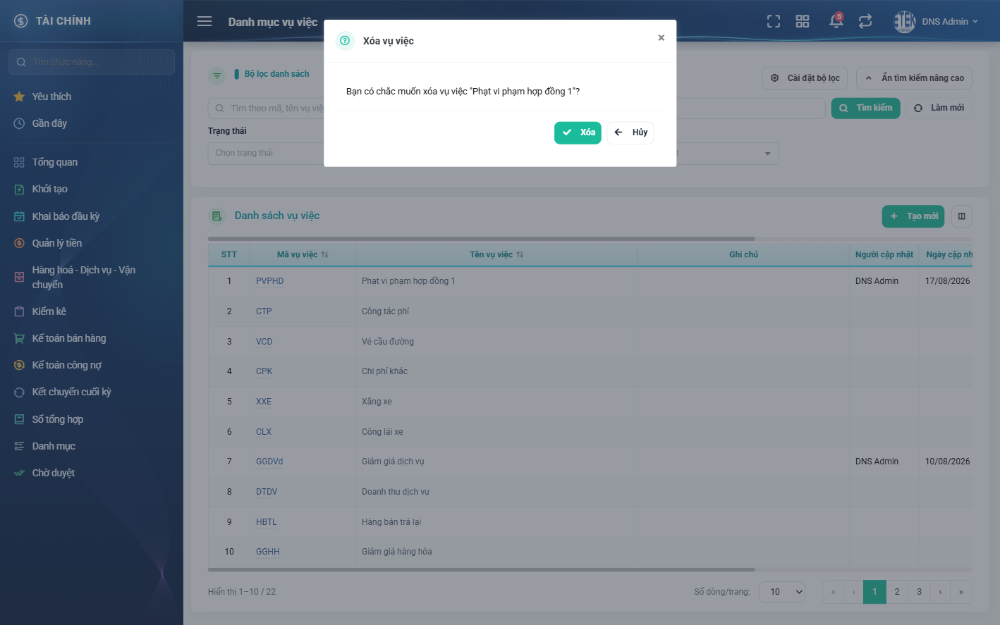 TÀI CHÍNH
Tìm chức năng...
Yêu thích
Gần đây
Tổng quan
Khởi tạo
Khai báo đầu kỳ
Quản lý tiền
Hàng hoá - Dịch vụ - Vận
chuyển
Kiểm kê
Kế toán bán hàng
Kế toán công nợ
Kết chuyển cuối kỳ
Sổ tổng hợp
Danh mục
Chờ duyệt
Danh mục vụ việc
5
DNS Admin
Xóa vụ việc
×
Bạn có chắc muốn xóa vụ việc "Phạt vi phạm hợp đồng 1"?
Xóa
Hủy
Bộ lọc danh sách
Cài đặt bộ lọc
Ẩn tìm kiếm nâng cao
Tìm theo mã, tên vụ việ
Tìm kiếm
Làm mới
Trạng thái
Chọn trạng thái
Danh sách vụ việc
Tạo mới
STT Mã vụ việc Tên vụ việc Ghi chú Người cập nhật Ngày cập nh
1 PVPHD Phạt vi phạm hợp đồng 1 DNS Admin 17/08/2026
2 CTP Công tác phí
3 VCD Vé cầu đường
4 CPK Chi phí khác
5 XXE Xăng xe
6 CLX Công lái xe
7 GGDVd Giảm giá dịch vụ DNS Admin 10/08/2026
8 DTDV Doanh thu dịch vu
9 HBTL Hàng bán trả lại
10 GGHH Giảm giá hàng hóa
Hiển thị 1–10 / 22
Số dòng/trang: 10
« ‹ 1 2 3 › »